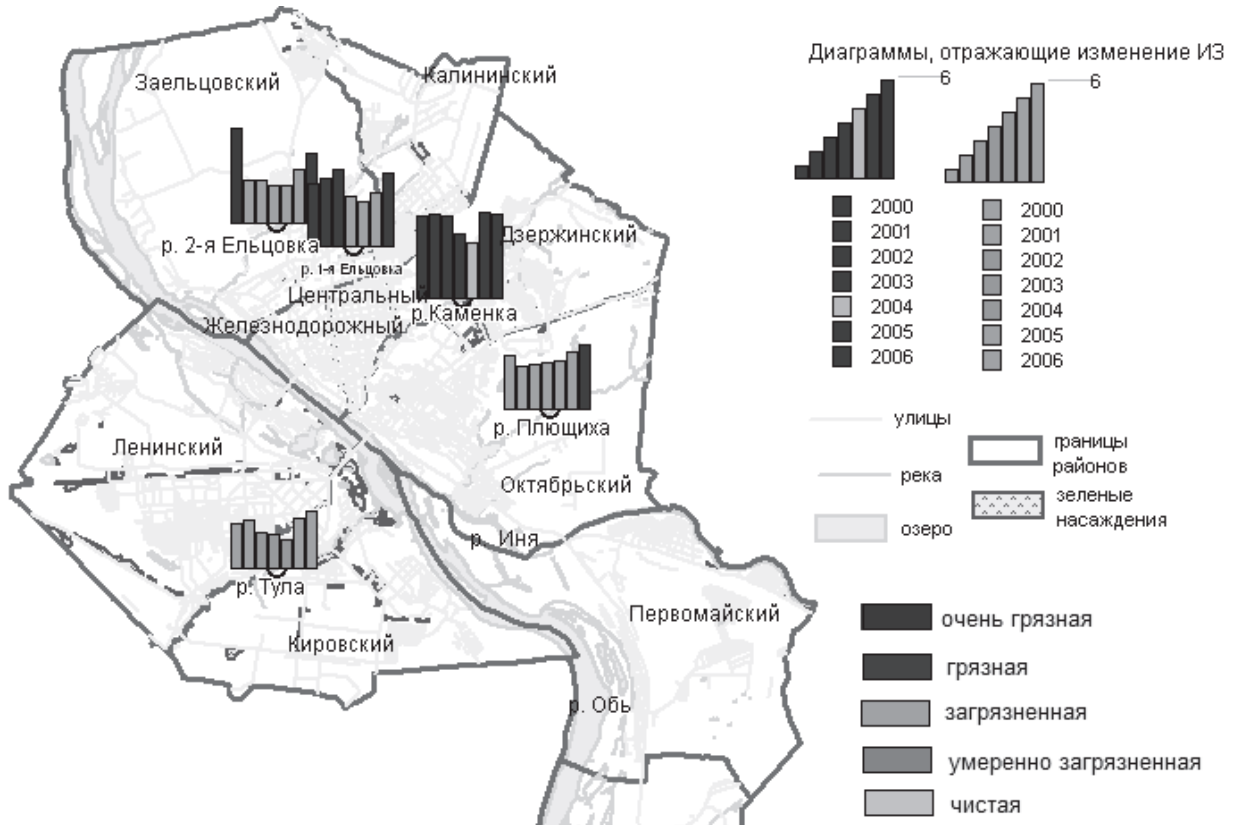 Диаграммы, отражающие изменение ИЗ
6
6
2000
2001
2002
2003
2004
2005
2006
2000
2001
2002
2003
2004
2005
2006
Заельцовский
Калининский
р. 2-я Ельцовка
р. 1-я Ельцовка
Дзержинский
Центральный
р.Каменка
Железнодорожный
р. Плющиха
Ленинский
Октябрьский
р. Иня
р. Тула
Первомайский
Кировский
р. Обь
улицы
река
озеро
границы
районов
зеленые
насаждения
очень грязная
грязная
загрязненная
умеренно загрязненная
чистая